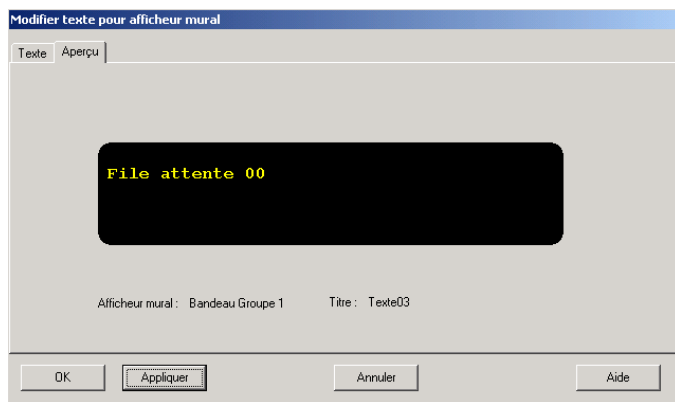 Modifier texte pour afficheur mural
Texte Aperçu
File attente 00
Afficheur mural : Bandeau Groupe 1 Titre : Texte03
OK Appliquer Annuler Aide